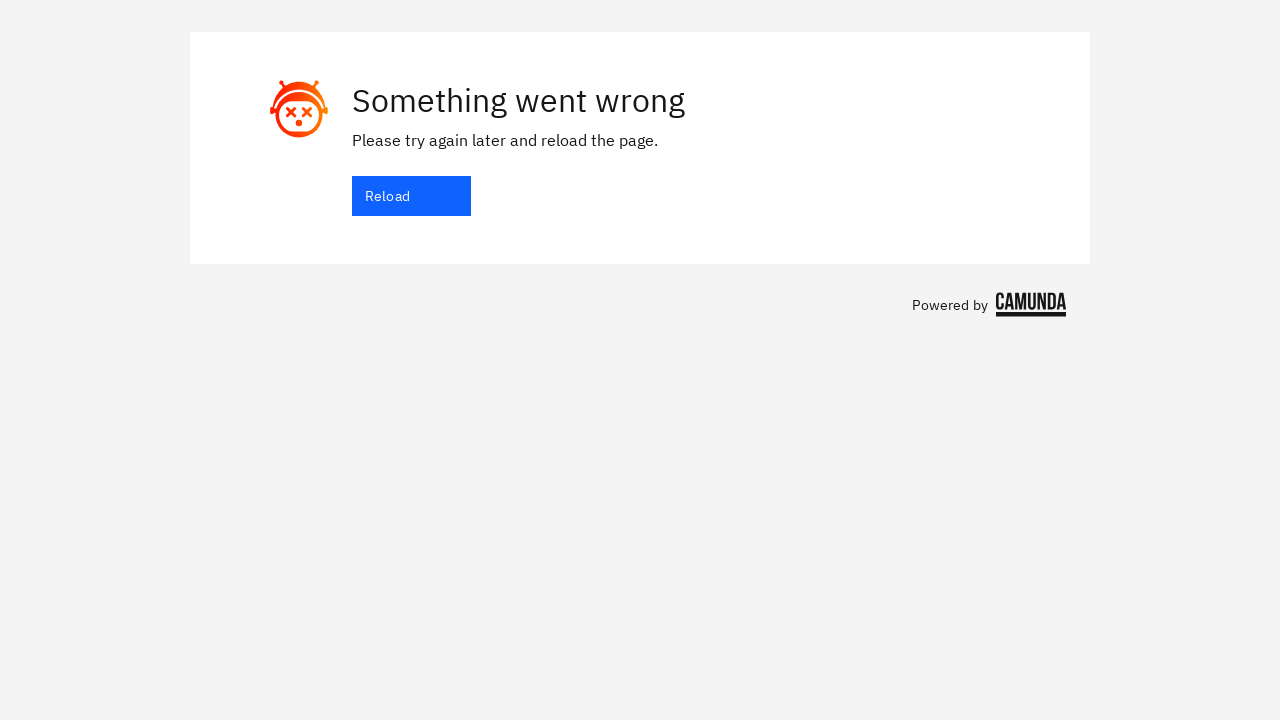 Something went wrong
Please try again later and reload the page.
Reload
Powered by CAMUNDA